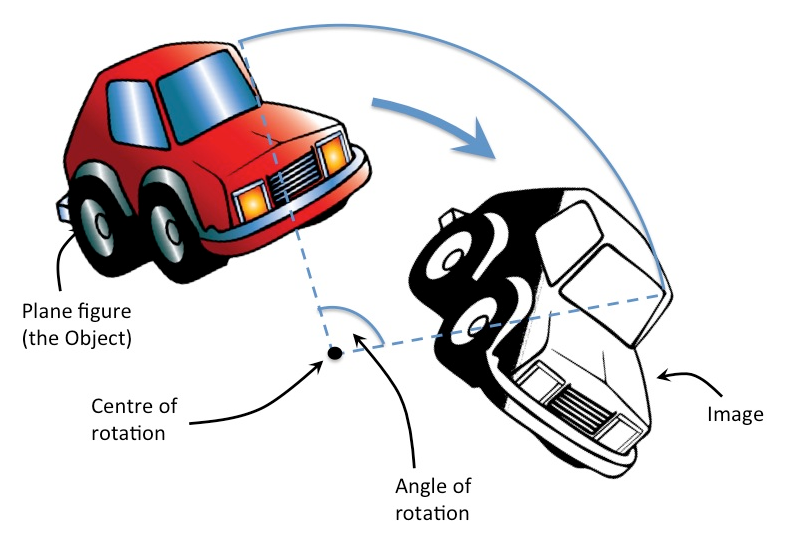 Plane figure
(the Object)
Centre of
rotation
Angle of
rotation
Image